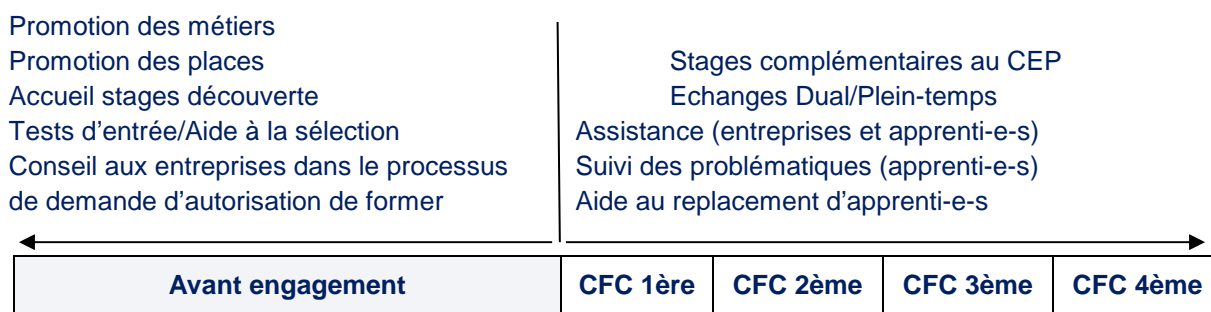 Promotion des métiers
Promotion des places
Accueil stages découverte
Tests d'entrée/Aide à la sélection
Conseil aux entreprises dans le processus
de demande d'autorisation de former
Stages complémentaires au CEP
Echanges Dual/Plein-temps
Assistance (entreprises et apprenti-e-s)
Suivi des problématiques (apprenti-e-s)
Aide au replacement d'apprenti-e-s
Avant engagement
CFC 1ère
CFC 2ème
CFC 3ème
CFC 4ème